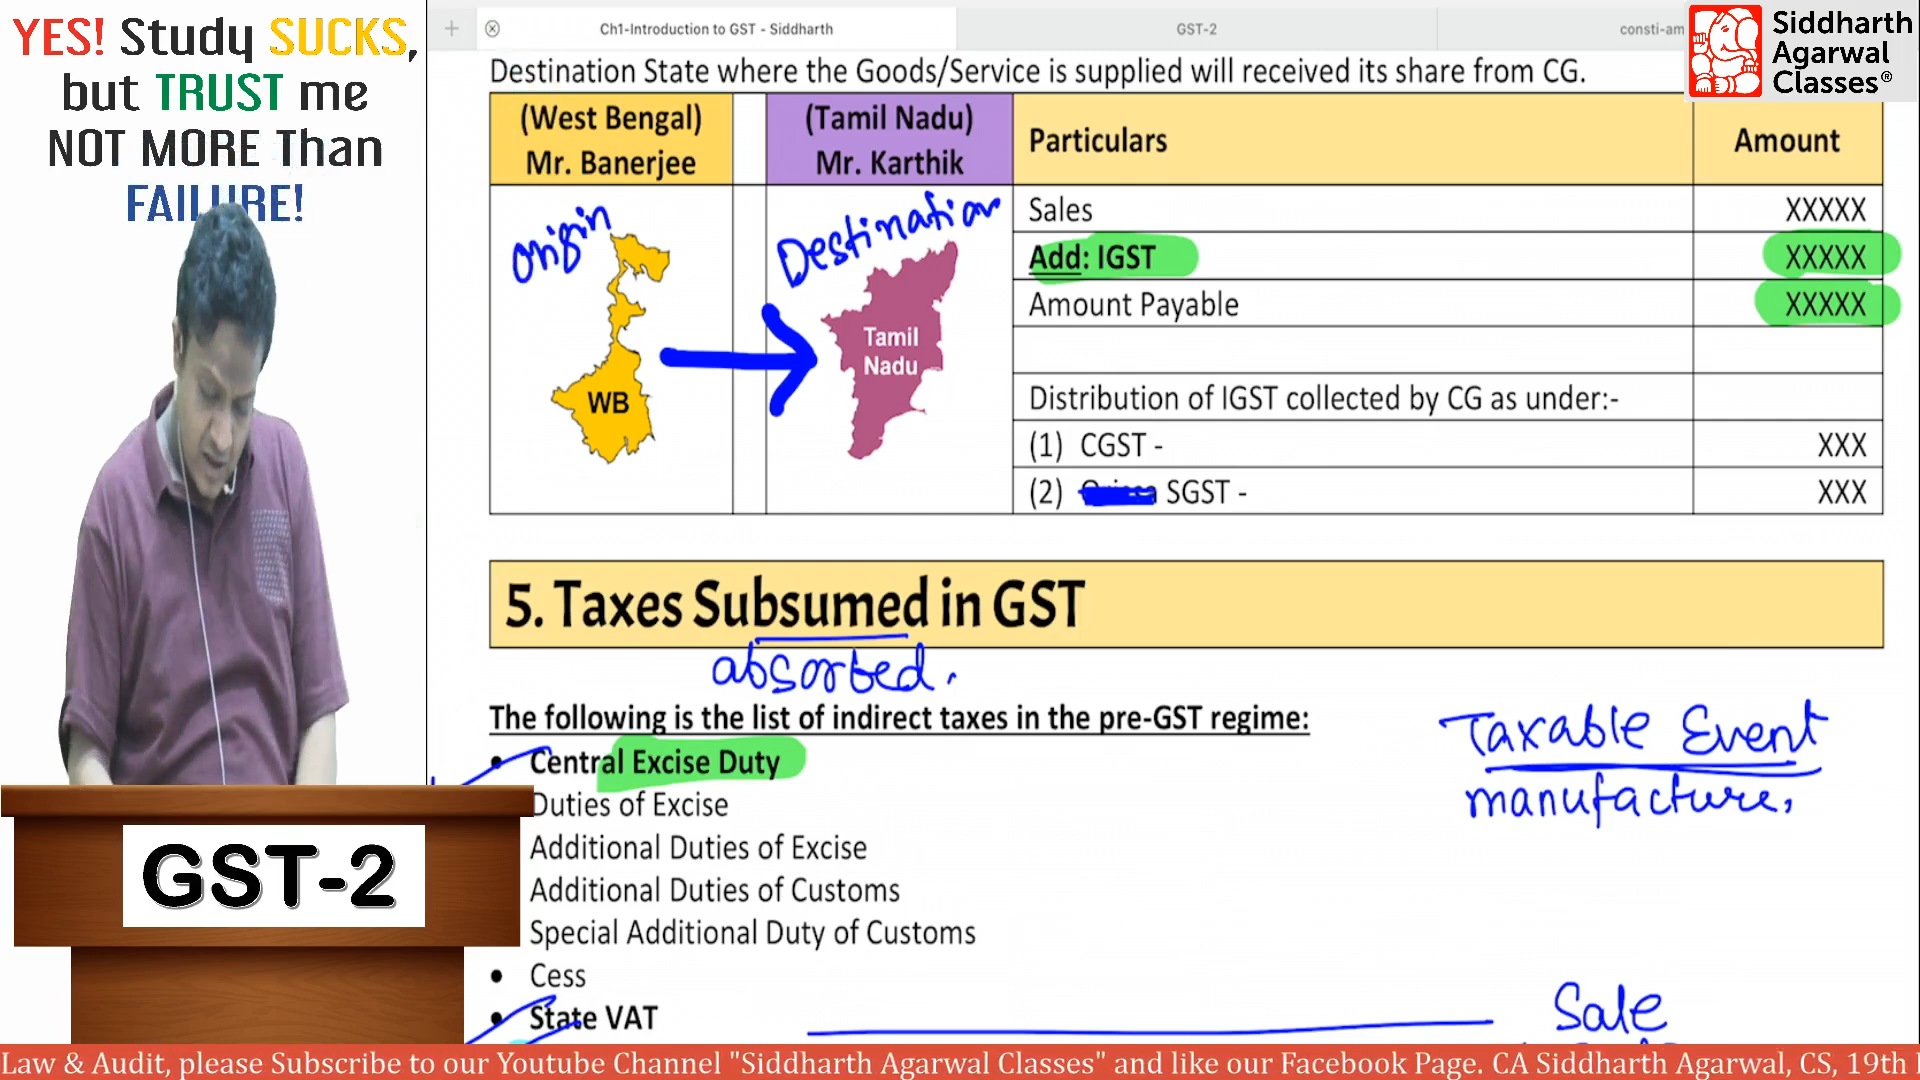 YES! Study SUCKS,
but TRUST me
NOT MORE Than
FAILURE!
Ch1-Introduction to GST - Siddharth
GST-2
consti-am
Siddharth
Agarwal
Classes®
Destination State where the Goods/Service is supplied will received its share from CG.
(West Bengal)
Mr. Banerjee
(Tamil Nadu)
Mr. Karthik
Particulars
Amount
Origin
Destination
WB
Tamil
Nadu
Sales XXXXX
Add: IGST XXXXX
Amount Payable XXXXX
Distribution of IGST collected by CG as under:-
(1) CGST - XXX
(2) SGST - XXX
5. Taxes Subsumed in GST
absorbed.
The following is the list of indirect taxes in the pre-GST regime:
Taxable Event
manufacture.
• Central Excise Duty
Duties of Excise
Additional Duties of Excise
Additional Duties of Customs
Special Additional Duty of Customs
• Cess
• State VAT
Sale
GST-2
Law & Audit, please Subscribe to our Youtube Channel "Siddharth Agarwal Classes" and like our Facebook Page. CA Siddharth Agarwal, CS, 19th